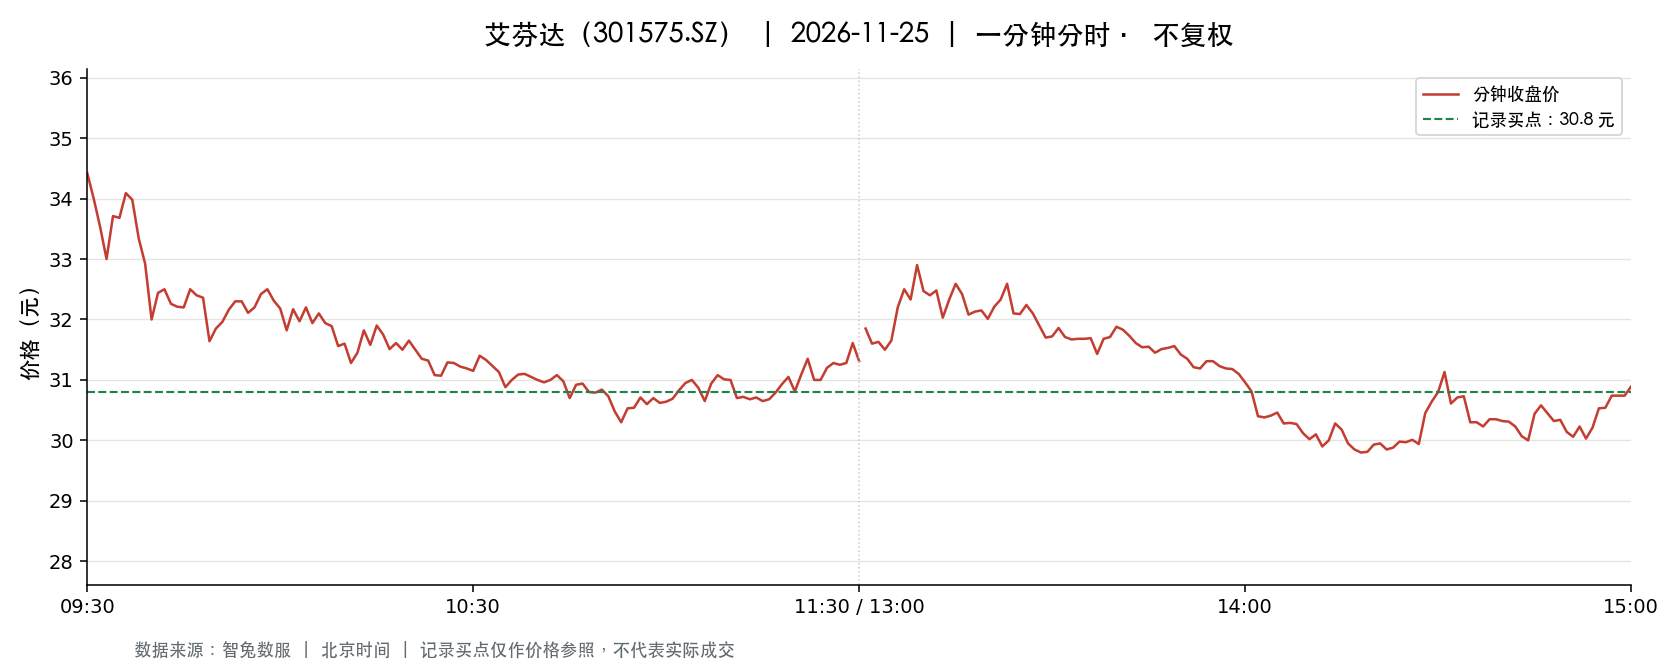 艾芬达（301575.SZ） | 2026-11-25 | 一分钟分时 · 不复权
分钟收盘价
记录买点：30.8 元
价格（元）
36
35
34
33
32
31
30
29
28
09:30
10:30
11:30 / 13:00
14:00
15:00
数据来源：智兔数服 | 北京时间 | 记录买点仅作价格参照，不代表实际成交